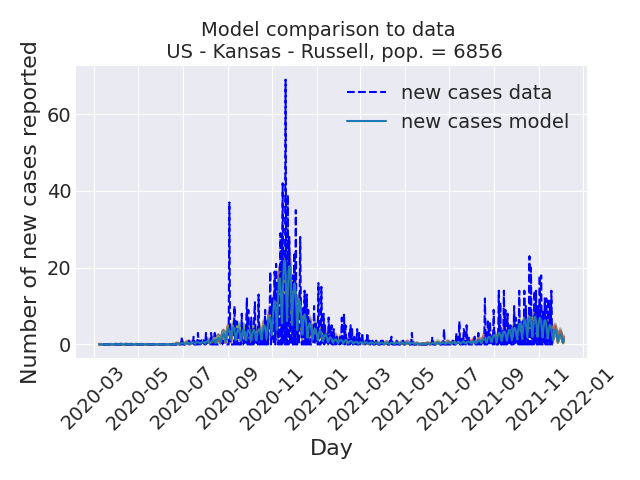 Model comparison to data
US - Kansas - Russell, pop. = 6856
Number of new cases reported
60
40
20
0
new cases data
new cases model
2020-03
2020-05
2020-07
2020-09
2020-11
2021-01
2021-03
2021-05
2021-07
2021-09
2021-11
2022-01
Day